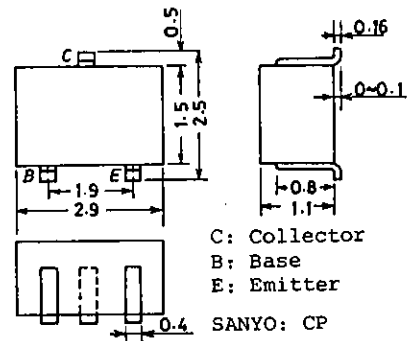 C
0.5
0.16
1.5
2.5
0~0.1
B
E
1.9
2.9
0.8
1.1
C: Collector
B: Base
E: Emitter
0.4
SANYO: CP